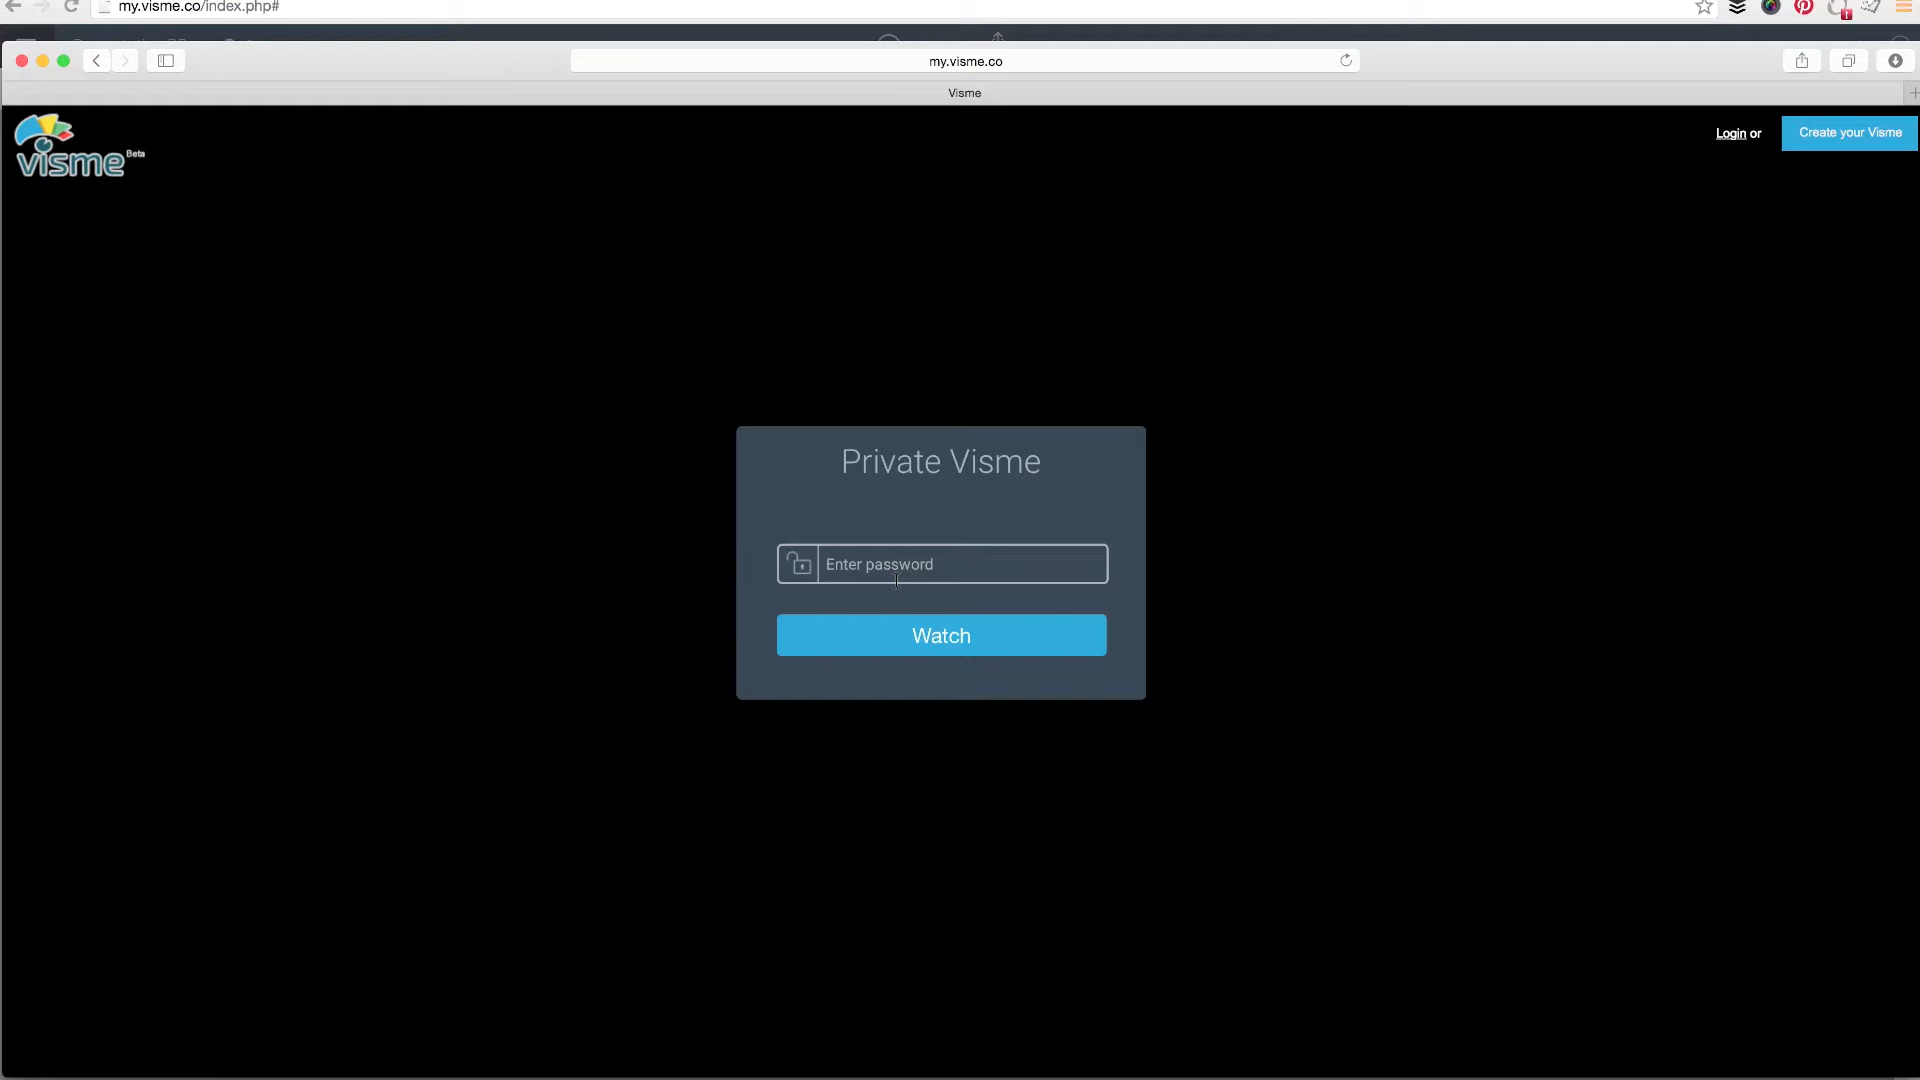 my.visme.co/index.php#
my.visme.co
Visme
visme Beta
Login or
Create your Visme
Private Visme
Enter password
Watch